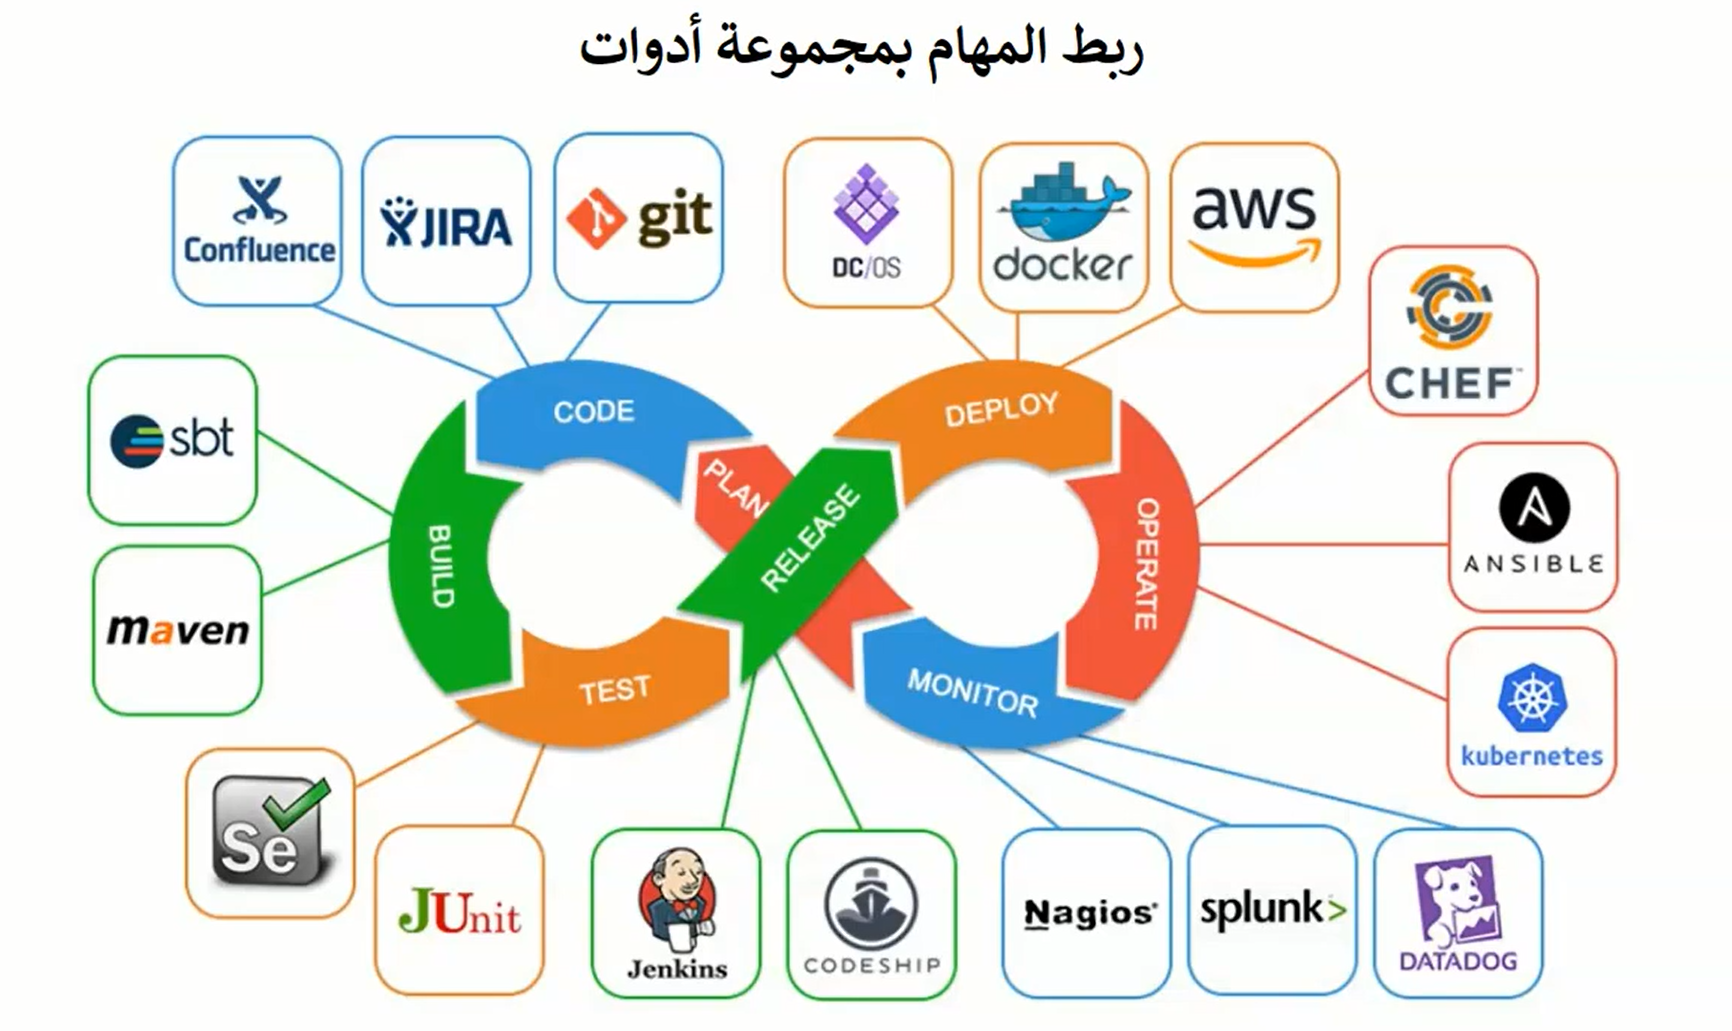 ربط المهام بمجموعة أدوات
Confluence
JIRA
git
DC/OS
docker
aws
CHEF™
sbt
CODE
DEPLOY
PLAN
RELEASE
BUILD
OPERATE
ANSIBLE
maven
TEST
MONITOR
kubernetes
Se
JUnit
Jenkins
CODESHIP
Nagios®
splunk>
DATADOG